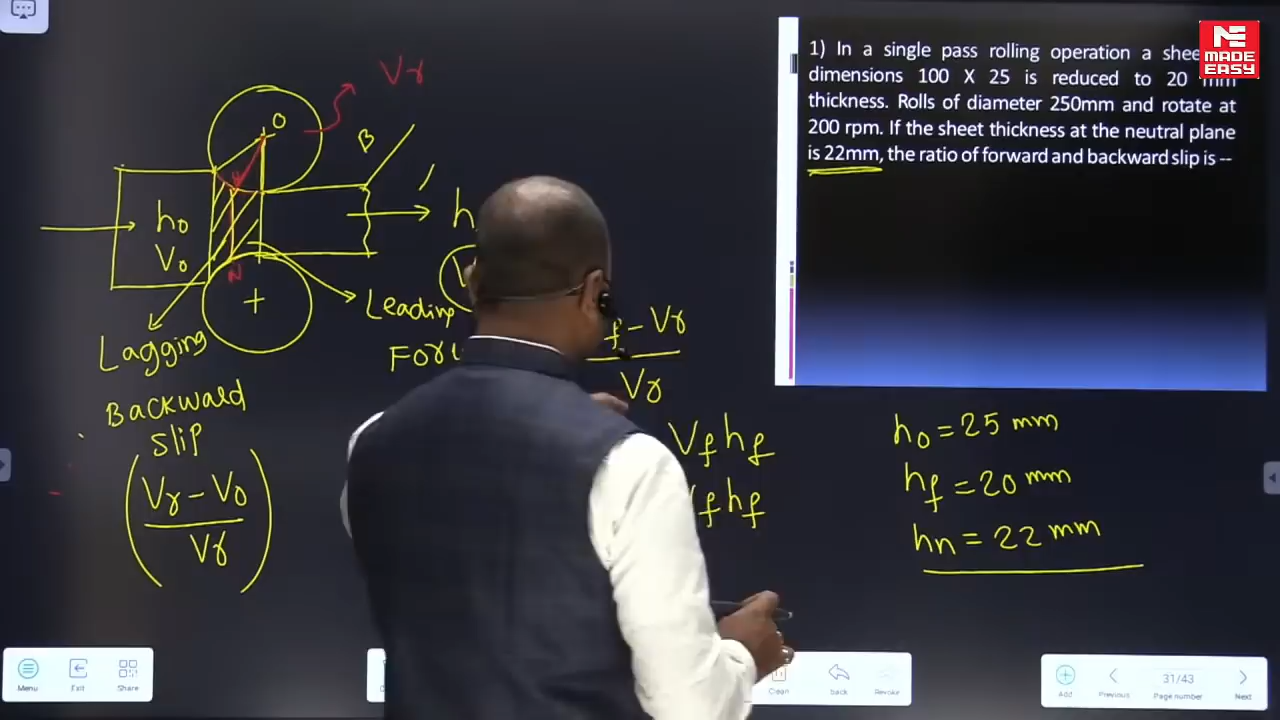 1) In a single pass rolling operation a
dimensions 100 X 25 is reduced to 20 mm
thickness. Rolls of diameter 250mm and rotate at
200 rpm. If the sheet thickness at the neutral plane
is 22mm, the ratio of forward and backward slip is --
MADE
EASY
Vr
O
B
h0
V0
N
N
Leading
Lagging
Backward
Slip
Vr - V0
Vr
f - Vr
Vr
Vf hf
f hf
h0 = 25 mm
hf = 20 mm
hn = 22 mm
Menu
Exit
Share
Clean
back
Revoke
Add
Previous
31/43
Page number
Next